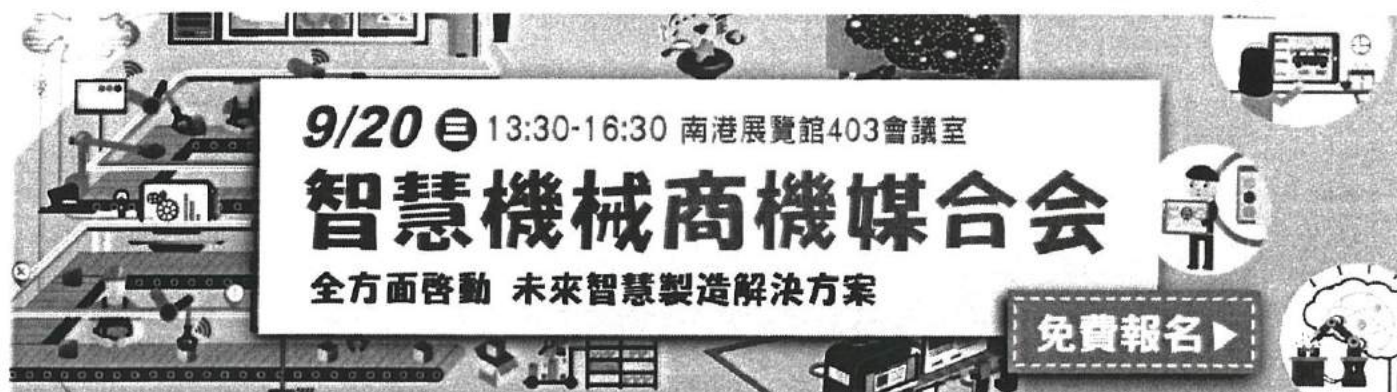 9/20 三 13:30-16:30 南港展覽館403會議室
智慧機械商機媒合会
全方面啓動 未來智慧製造解決方案
免費報名▶